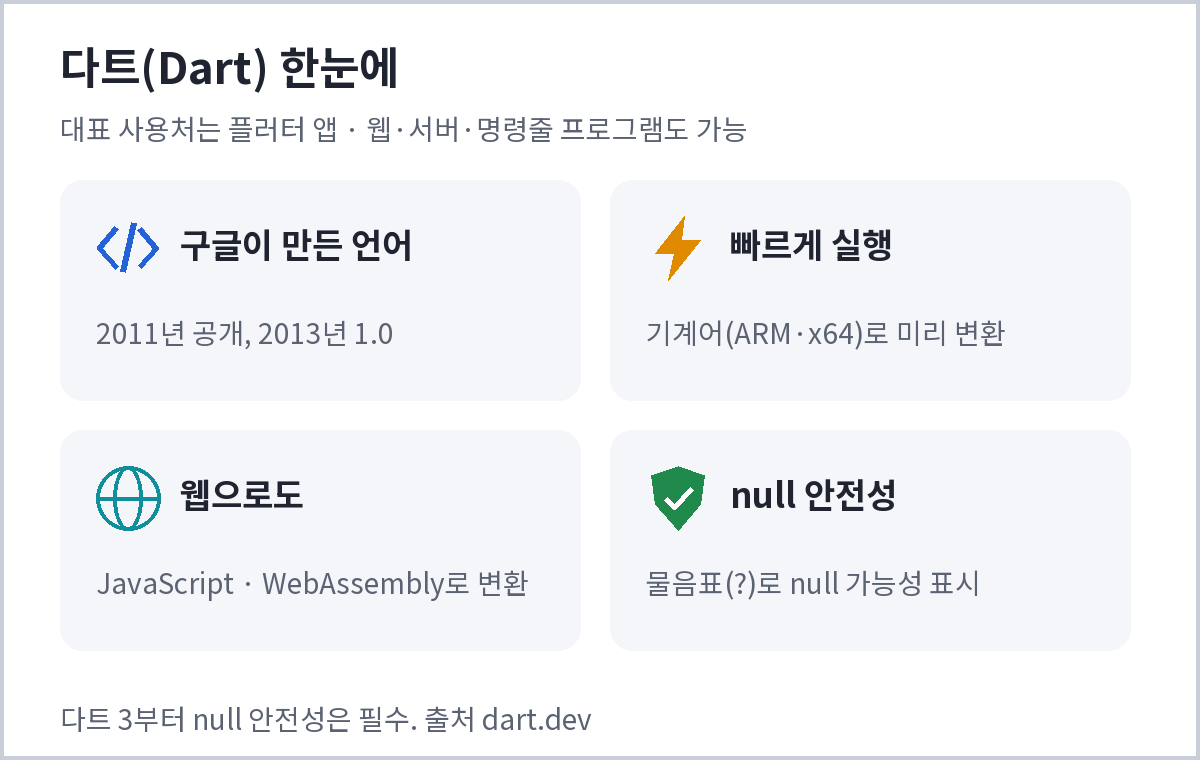 다트(Dart) 한눈에
대표 사용처는 플러터 앱 · 웹·서버·명령줄 프로그램도 가능
구글이 만든 언어
2011년 공개, 2013년 1.0
빠르게 실행
기계어(ARM·x64)로 미리 변환
웹으로도
JavaScript · WebAssembly로 변환
null 안전성
물음표(?)로 null 가능성 표시
다트 3부터 null 안전성은 필수. 출처 dart.dev